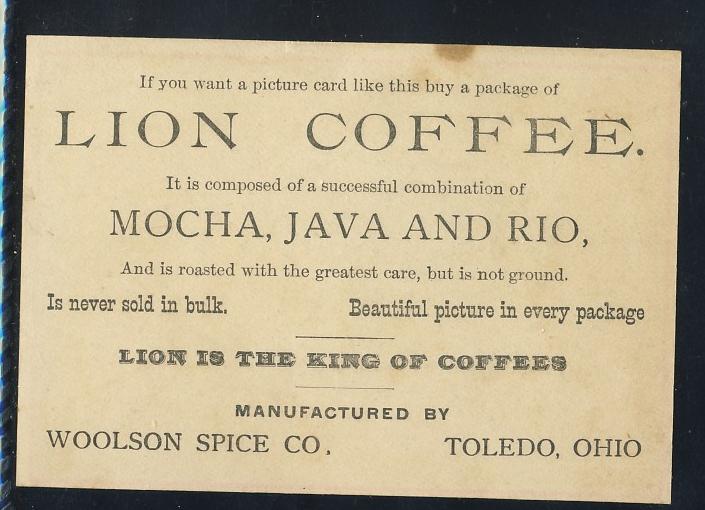 If you want a picture card like this buy a package of
LION COFFEE.
It is composed of a successful combination of
MOCHA, JAVA AND RIO,
And is roasted with the greatest care, but is not ground.
Is never sold in bulk. Beautiful picture in every package
LION IS THE KING OF COFFEES
MANUFACTURED BY
WOOLSON SPICE CO. TOLEDO, OHIO